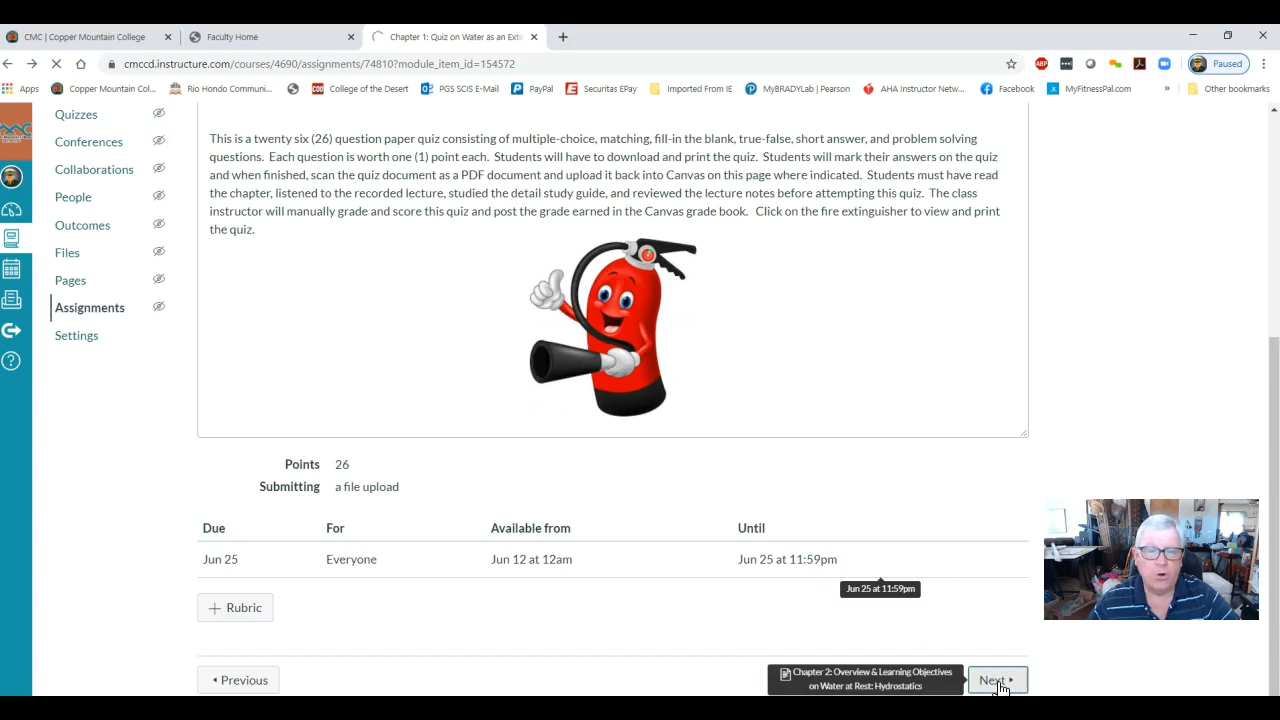 CMC | Copper Mountain College
Faculty Home
Chapter 1: Quiz on Water as an Exti
cmccd.instructure.com/courses/4690/assignments/74810?module_item_id=154572
Paused
Apps
Copper Mountain Col...
Rio Hondo Communi...
College of the Desert
PGS SCIS E-Mail
PayPal
Securitas EPay
Imported From IE
MyBRADYLab | Pearson
AHA Instructor Netw...
Facebook
MyFitnessPal.com
»
Other bookmarks
Quizzes
Conferences
Collaborations
People
Outcomes
Files
Pages
Assignments
Settings
This is a twenty six (26) question paper quiz consisting of multiple-choice, matching, fill-in the blank, true-false, short answer, and problem solving
questions. Each question is worth one (1) point each. Students will have to download and print the quiz. Students will mark their answers on the quiz
and when finished, scan the quiz document as a PDF document and upload it back into Canvas on this page where indicated. Students must have read
the chapter, listened to the recorded lecture, studied the detail study guide, and reviewed the lecture notes before attempting this quiz. The class
instructor will manually grade and score this quiz and post the grade earned in the Canvas grade book. Click on the fire extinguisher to view and print
the quiz.
Points 26
Submitting a file upload
Due For Available from Until
Jun 25 Everyone Jun 12 at 12am Jun 25 at 11:59pm
Jun 25 at 11:59pm
+ Rubric
Previous
Chapter 2: Overview & Learning Objectives
on Water at Rest: Hydrostatics
Next